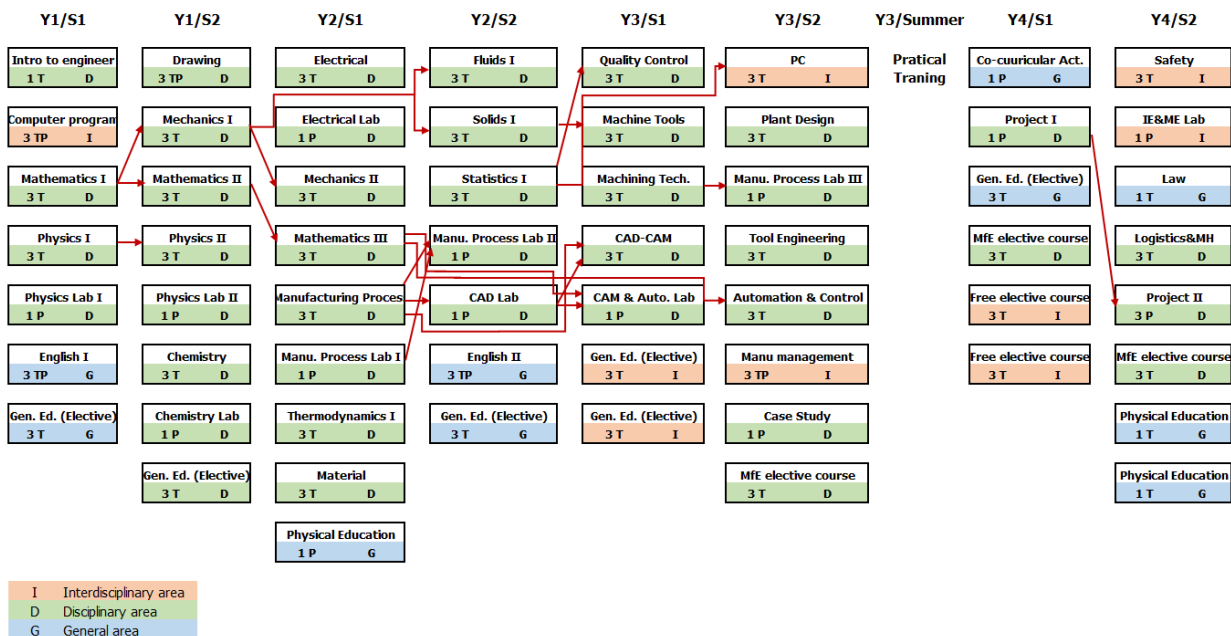 Y1/S1 Y1/S2 Y2/S1 Y2/S2 Y3/S1 Y3/S2 Y3/Summer Y4/S1 Y4/S2
Intro to engineer Drawing Electrical Fluids I Quality Control PC Pratical Co-cuuricular Act. Safety
1 T D 3 TP D 3 T D 3 T D 3 T D 3 T I Traning 1 P G 3 T I
Computer program Mechanics I Electrical Lab Solids I Machine Tools Plant Design Project I IE&ME Lab
3 TP I 3 T D 1 P D 3 T D 3 T D 3 T D 1 P D 1 P I
Mathematics I Mathematics II Mechanics II Statistics I Machining Tech. Manu. Process Lab III Gen. Ed. (Elective) Law
3 T D 3 T D 3 T D 3 T D 3 T D 1 P D 3 T G 1 T G
Physics I Physics II Mathematics III Manu. Process Lab II CAD-CAM Tool Engineering MfE elective course Logistics&MH
3 T D 3 T D 3 T D 1 P D 3 T D 3 T D 3 T D 3 T D
Physics Lab I Physics Lab II Manufacturing Process CAD Lab CAM & Auto. Lab Automation & Control Free elective course Project II
1 P D 1 P D 3 T D 1 P D 1 P D 3 T D 3 T I 3 P D
English I Chemistry Manu. Process Lab I English II Gen. Ed. (Elective) Manu management Free elective course MfE elective course
3 TP G 3 T D 1 P D 3 TP G 3 T I 3 TP I 3 T I 3 T D
Gen. Ed. (Elective) Chemistry Lab Thermodynamics I Gen. Ed. (Elective) Gen. Ed. (Elective) Case Study Physical Education
3 T G 1 P D 3 T D 3 T G 3 T I 1 P D 1 T G
Gen. Ed. (Elective) Material MfE elective course Physical Education
3 T D 3 T D 3 T D 1 T G
Physical Education
1 P G
I Interdisciplinary area
D Disciplinary area
G General area